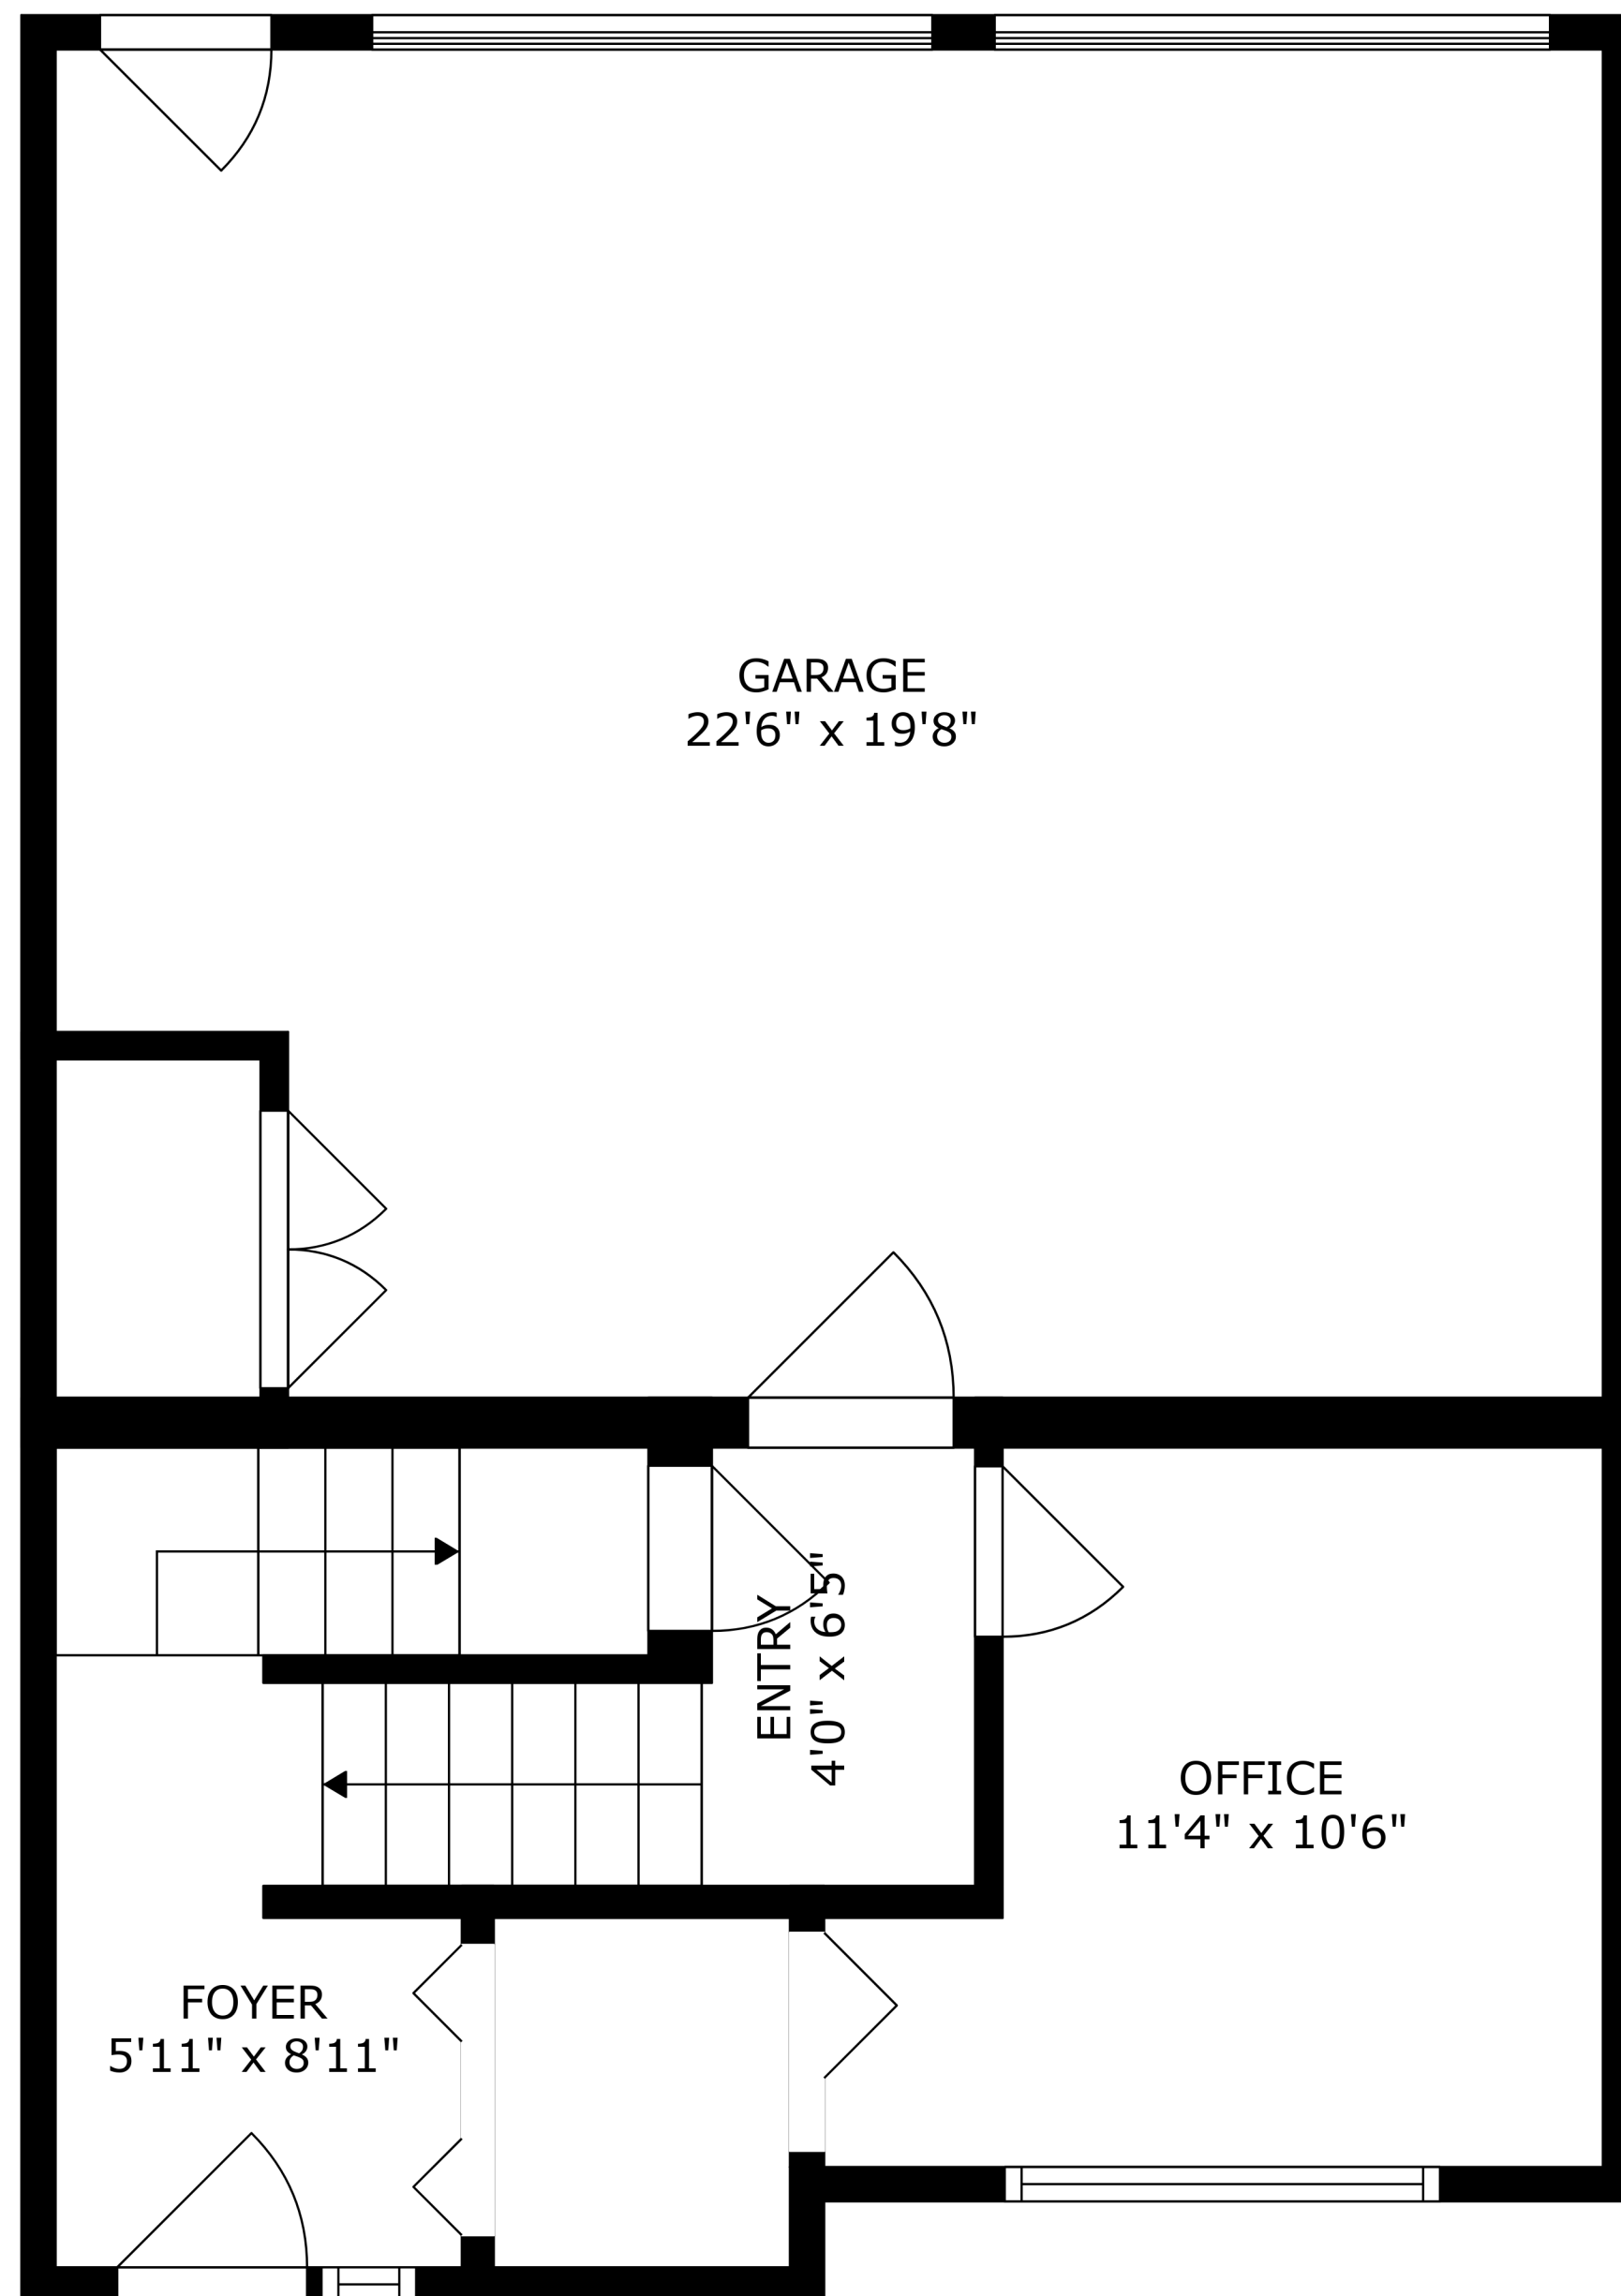 GARAGE
22'6" x 19'8"
ENTRY
4'0" x 6'5"
OFFICE
11'4" x 10'6"
FOYER
5'11" x 8'11"